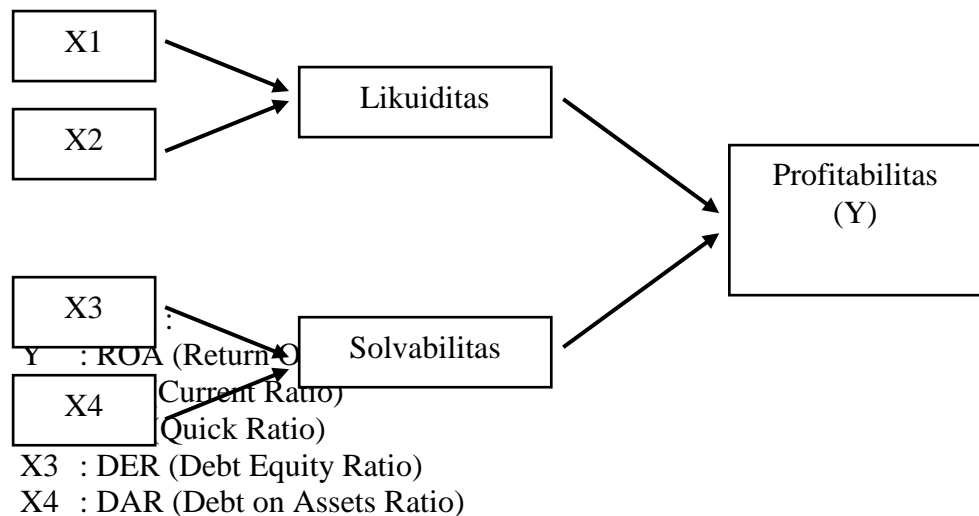 X1
Likuiditas
X2
Profitabilitas
(Y)
X3
:
Solvabilitas
Y : ROA (Return O
X4
Current Ratio)
(Quick Ratio)
X3 : DER (Debt Equity Ratio)
X4 : DAR (Debt on Assets Ratio)